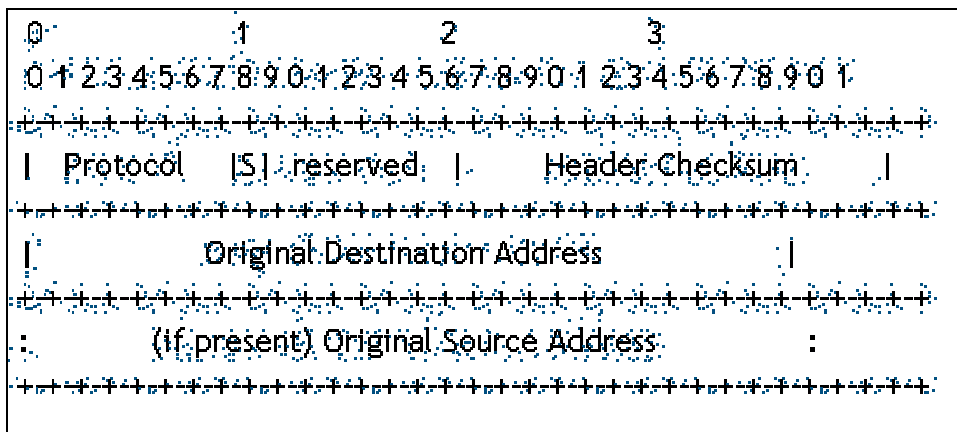 0 1 2 3
0 1 2 3 4 5 6 7 8 9 0 1 2 3 4 5 6 7 8 9 0 1 2 3 4 5 6 7 8 9 0 1
+-+-+-+-+-+-+-+-+-+-+-+-+-+-+-+-+-+-+-+-+-+-+-+-+-+-+-+-+-+-+-+-+
| Protocol |S| reserved | Header Checksum |
+-+-+-+-+-+-+-+-+-+-+-+-+-+-+-+-+-+-+-+-+-+-+-+-+-+-+-+-+-+-+-+-+
| Original Destination Address |
+-+-+-+-+-+-+-+-+-+-+-+-+-+-+-+-+-+-+-+-+-+-+-+-+-+-+-+-+-+-+-+-+
: (if present) Original Source Address :
+-+-+-+-+-+-+-+-+-+-+-+-+-+-+-+-+-+-+-+-+-+-+-+-+-+-+-+-+-+-+-+-+